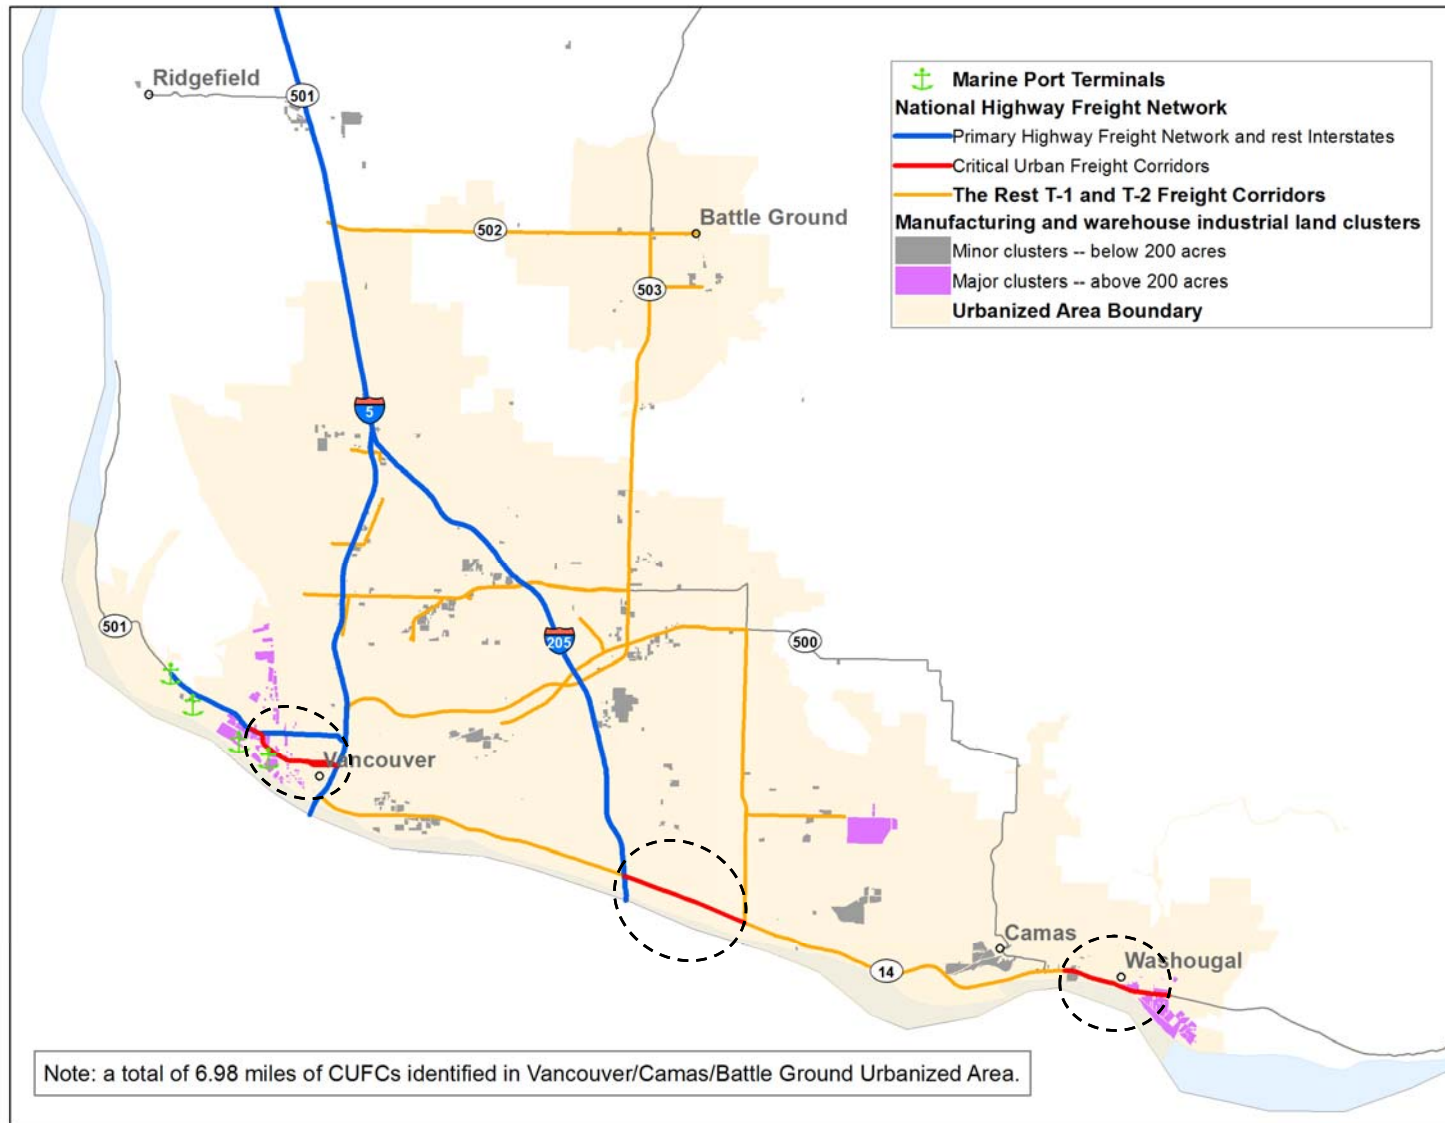 Ridgefield
501
Marine Port Terminals
National Highway Freight Network
Primary Highway Freight Network and rest Interstates
Critical Urban Freight Corridors
The Rest T-1 and T-2 Freight Corridors
Manufacturing and warehouse industrial land clusters
Minor clusters -- below 200 acres
Major clusters -- above 200 acres
Urbanized Area Boundary
Battle Ground
502
503
5
501
205
500
Vancouver
Camas
Washougal
14
Note: a total of 6.98 miles of CUFCs identified in Vancouver/Camas/Battle Ground Urbanized Area.